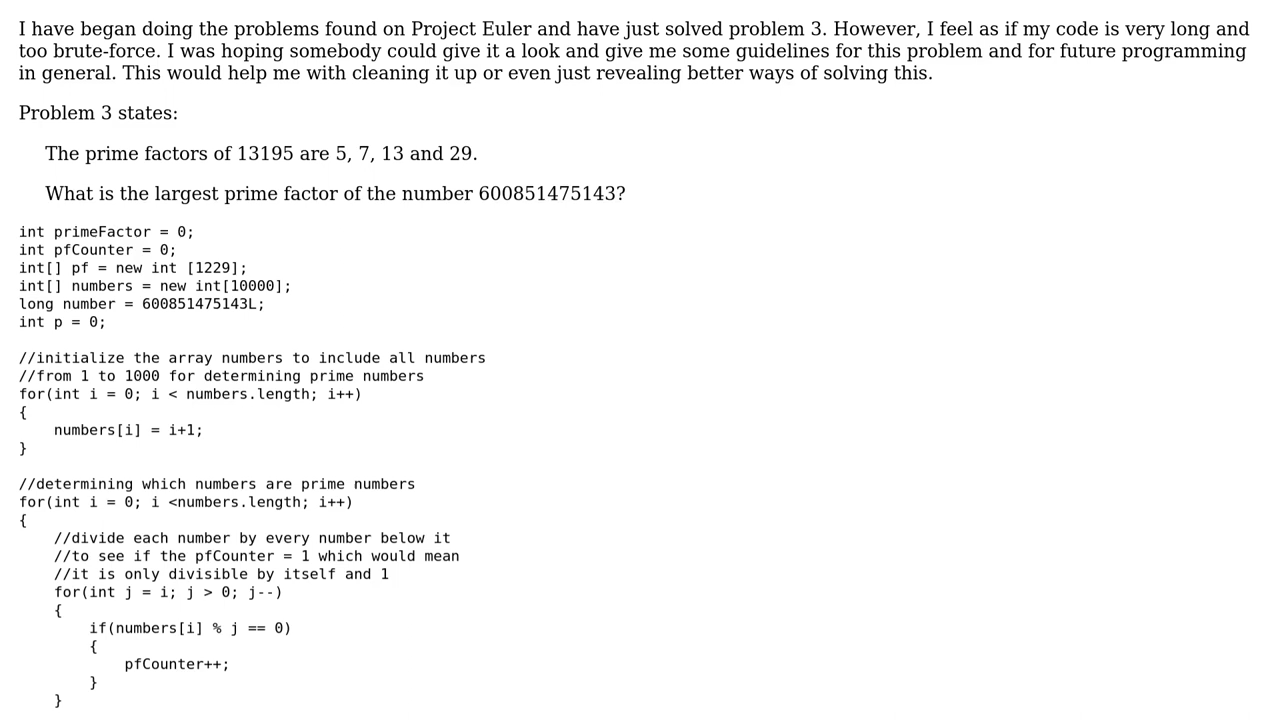 I have began doing the problems found on Project Euler and have just solved problem 3. However, I feel as if my code is very long and
too brute-force. I was hoping somebody could give it a look and give me some guidelines for this problem and for future programming
in general. This would help me with cleaning it up or even just revealing better ways of solving this.
Problem 3 states:
The prime factors of 13195 are 5, 7, 13 and 29.
What is the largest prime factor of the number 600851475143?
int primeFactor = 0;
int pfCounter = 0;
int[] pf = new int [1229];
int[] numbers = new int[10000];
long number = 600851475143L;
int p = 0;
//initialize the array numbers to include all numbers
//from 1 to 1000 for determining prime numbers
for(int i = 0; i < numbers.length; i++)
{
    numbers[i] = i+1;
}
//determining which numbers are prime numbers
for(int i = 0; i <numbers.length; i++)
{
    //divide each number by every number below it
    //to see if the pfCounter = 1 which would mean
    //it is only divisible by itself and 1
    for(int j = i; j > 0; j--)
    {
        if(numbers[i] % j == 0)
        {
            pfCounter++;
        }
    }